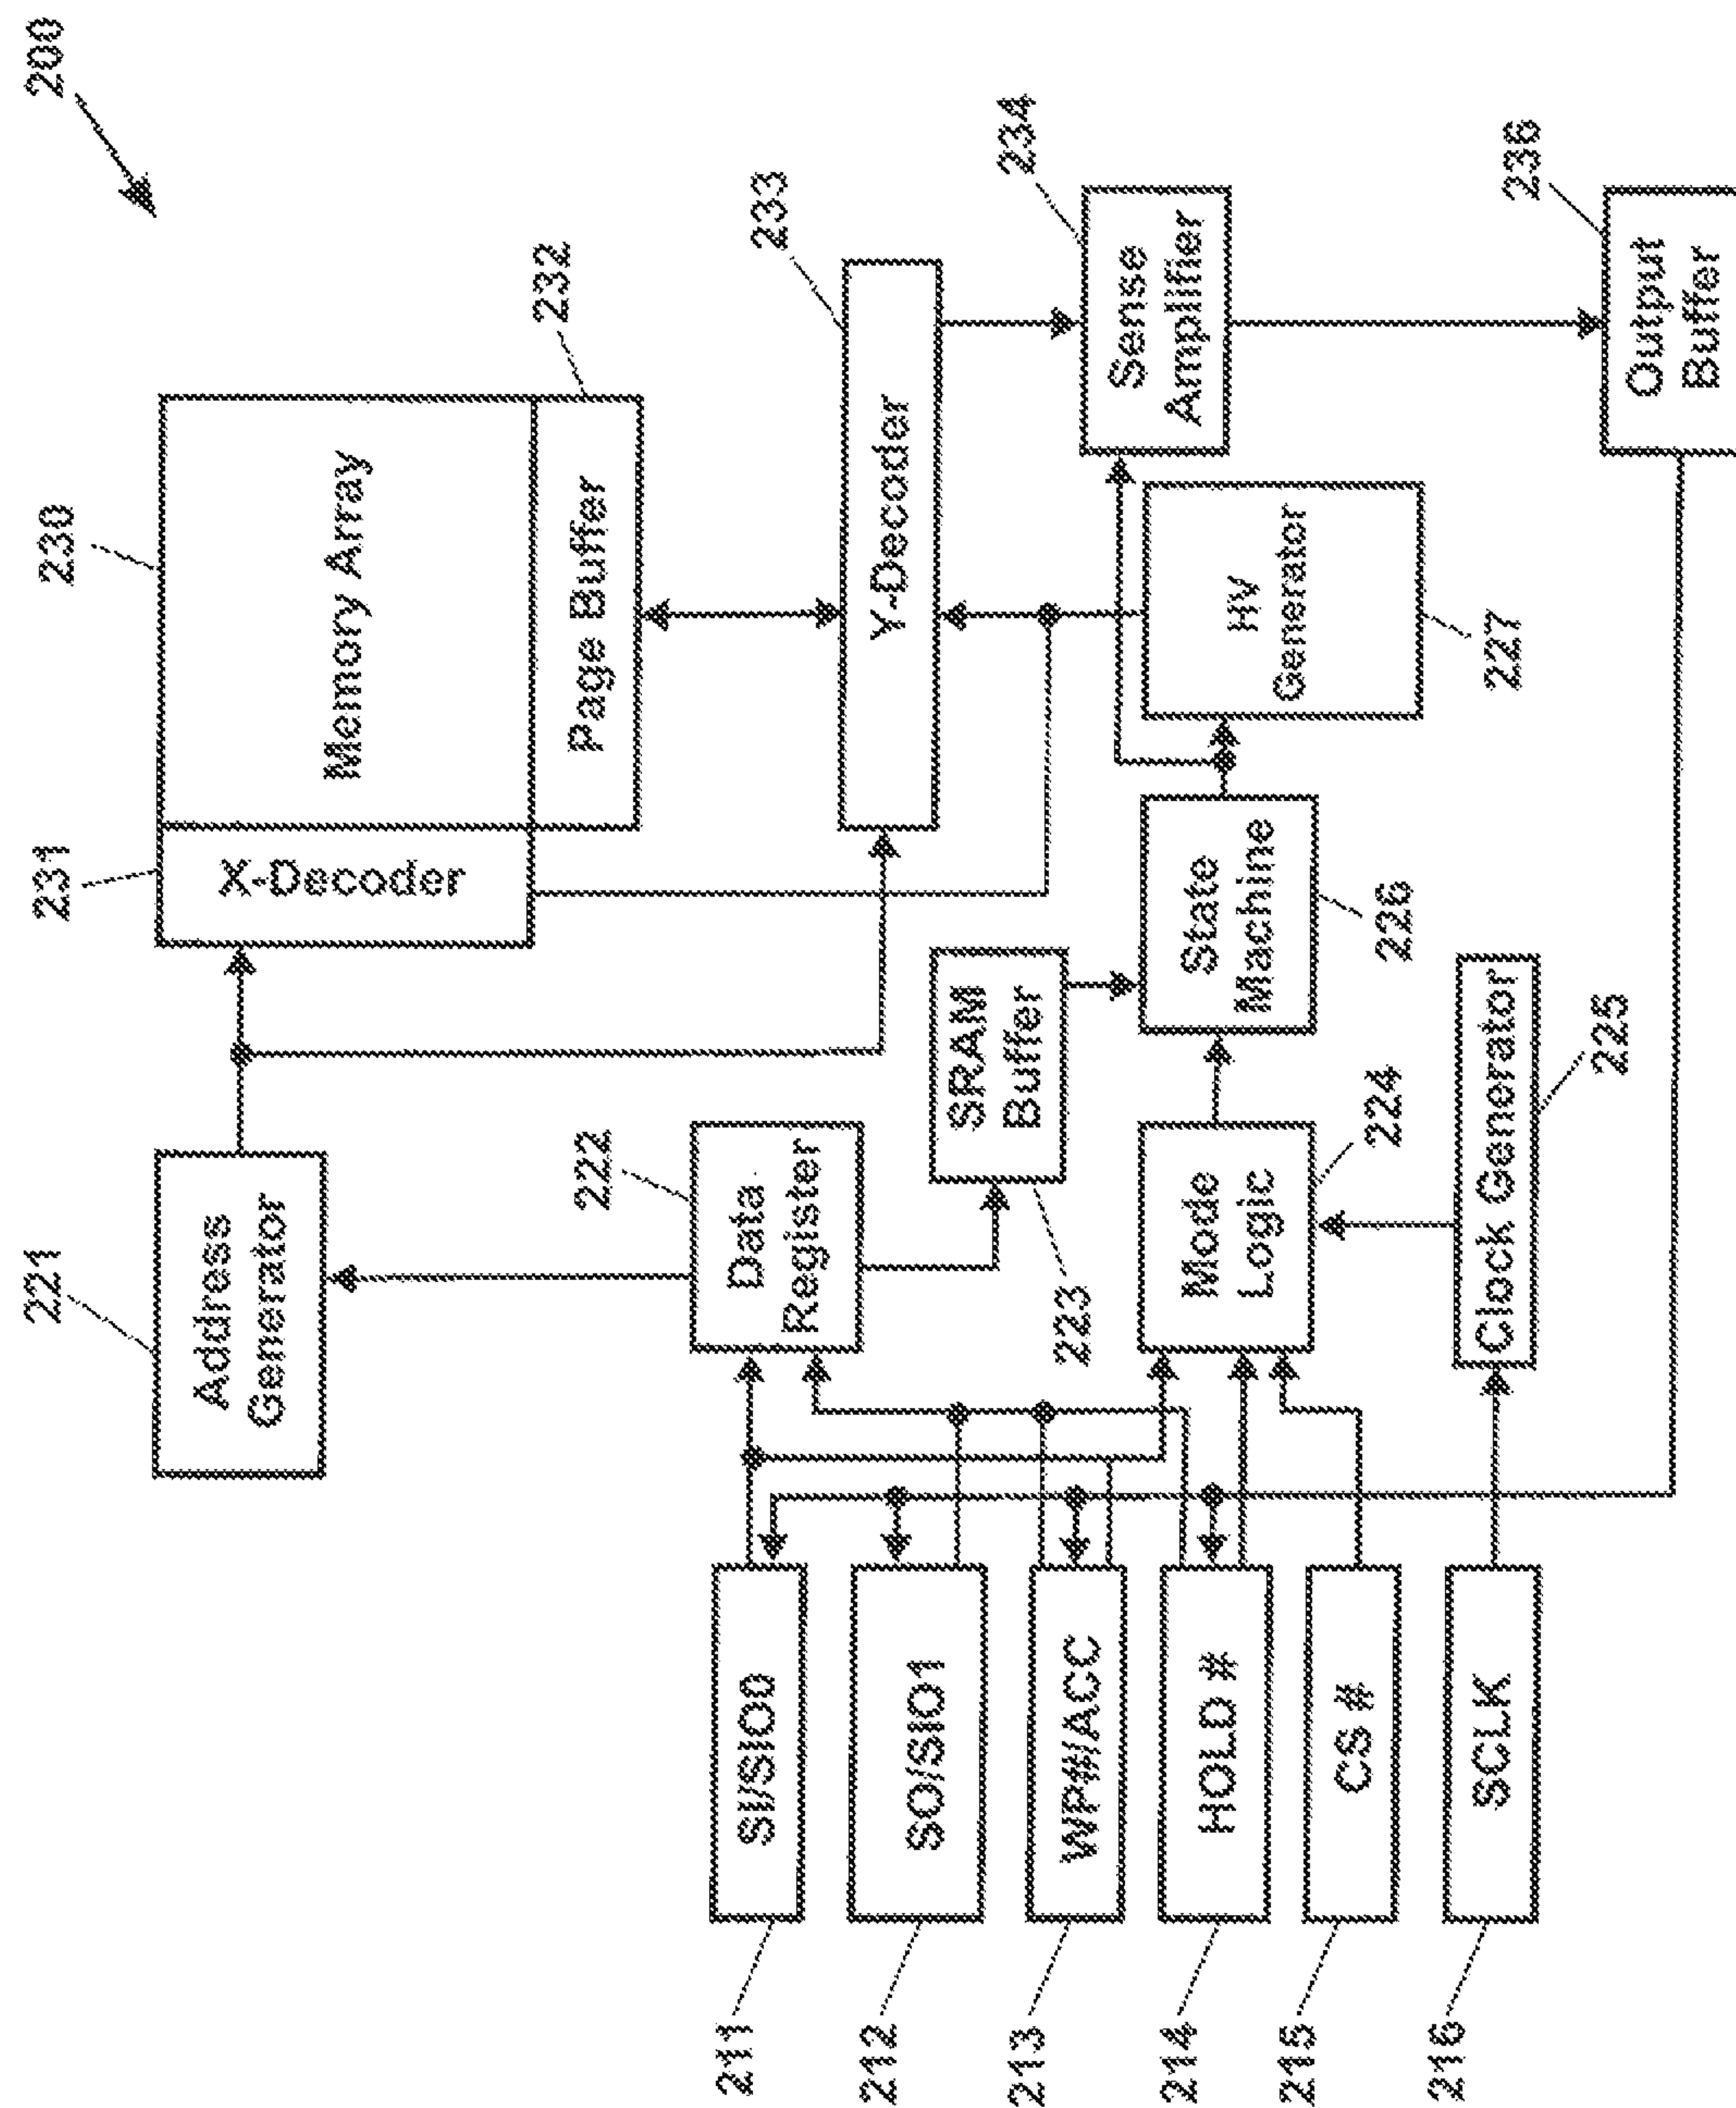 200
230
231
Memory Array
X-Decoder
232
Page Buffer
221
Address
Generator
233
Y-Decoder
222
Data
Register
234
Sense
Amplifier
SRAM
Buffer
223
211
SI/SIO0
212
SO/SIO1
213
WP#/ACC
214
HOLD #
215
CS #
216
SCLK
Mode
Logic
224
State
Machine
226
HV
Generator
227
Clock Generator
225
236
Output
Buffer